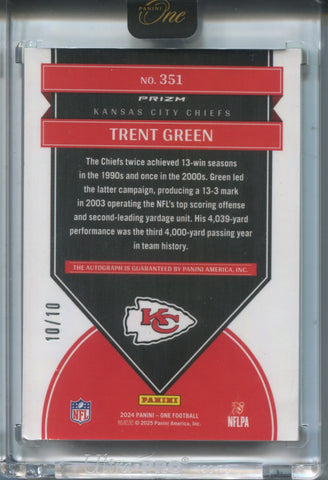 PANINI
One
NO. 351
PRIZM
KANSAS CITY CHIEFS
TRENT GREEN
The Chiefs twice achieved 13-win seasons
in the 1990s and once in the 2000s. Green led
the latter campaign, producing a 13-3 mark
in 2003 operating the NFL's top scoring offense
and second-leading yardage unit. His 4,039-yard
performance was the third 4,000-yard passing year
in team history.
THE AUTOGRAPH IS GUARANTEED BY PANINI AMERICA, INC.
10/10
KC
PANINI
NFL
NFLPA
2024 PANINI – ONE FOOTBALL
© 2025 Panini America, Inc.